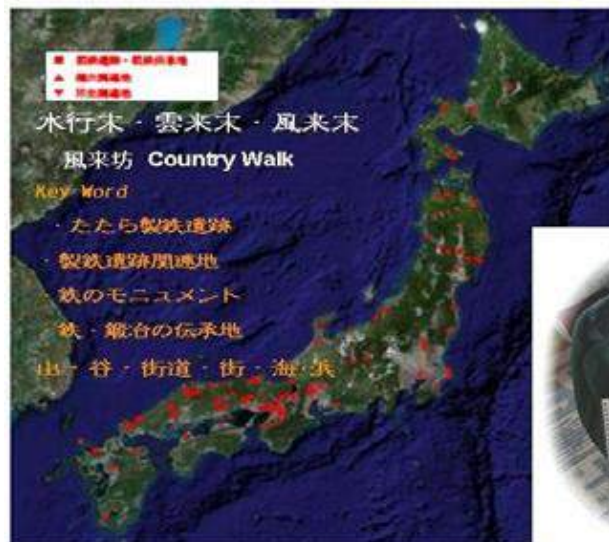 水行末・雲来末・風来末
風来坊 Country Walk
Key Word
・たたら製鉄遺跡
・製鉄遺跡関連地
・鉄のモニュメント
・鉄・鍛冶の伝承地
山・谷・街道・街・海・浜